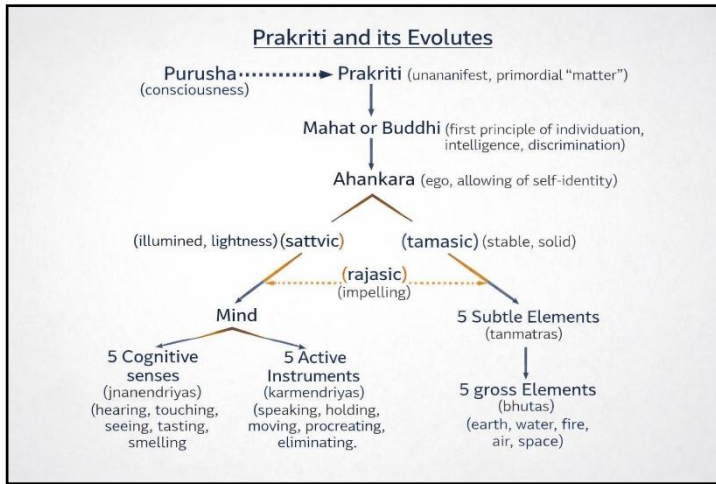 Prakriti and its Evolutes
Purusha Prakriti (unananifest, primordial “matter”)
(consciousness)
Mahat or Buddhi (first principle of individuation,
intelligence, discrimination)
Ahankara (ego, allowing of self-identity)
(illumined, lightness) (sattvic) (tamasic) (stable, solid)
(rajasic)
(impelling)
Mind
5 Cognitive
senses
(jnanendriyas)
(hearing, touching,
seeing, tasting,
smelling
5 Active
Instruments
(karmendriyas)
(speaking, holding,
moving, procreating,
eliminating.
5 Subtle Elements
(tanmatras)
5 gross Elements
(bhutas)
(earth, water, fire,
air, space)